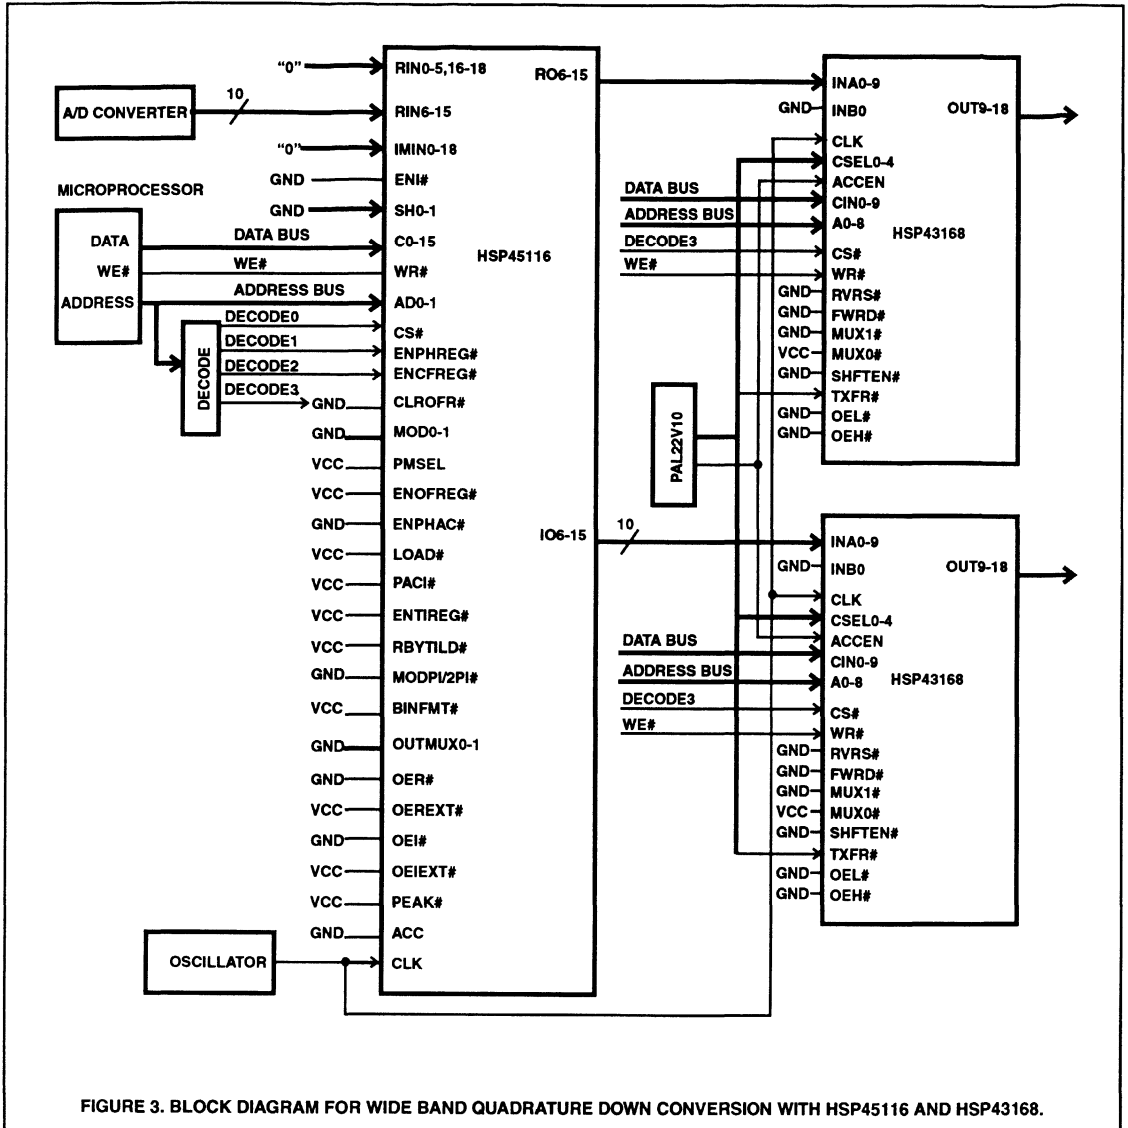 "0"
RIN0-5,16-18
RO6-15
A/D CONVERTER
10
RIN6-15
"0"
IMIN0-18
GND
ENI#
GND
SH0-1
MICROPROCESSOR
DATA
WE#
ADDRESS
DATA BUS
C0-15
WE#
WR#
ADDRESS BUS
AD0-1
HSP45116
DECODE
DECODE0
CS#
DECODE1
ENPHREG#
DECODE2
ENCFREG#
DECODE3
GND
CLROFR#
GND
MOD0-1
VCC
PMSEL
VCC
ENOFREG#
GND
ENPHAC#
VCC
LOAD#
VCC
PACI#
VCC
ENTIREG#
VCC
RBYTILD#
GND
MODPI/2PI#
VCC
BINFMT#
GND
OUTMUX0-1
GND
OER#
VCC
OEREXT#
GND
OEI#
VCC
OEIEXT#
VCC
PEAK#
GND
ACC
OSCILLATOR
CLK
IO6-15
10
PAL22V10
INA0-9
GND
INB0
OUT9-18
CLK
CSEL0-4
ACCEN
DATA BUS
CIN0-9
ADDRESS BUS
A0-8
HSP43168
DECODE3
CS#
WE#
WR#
GND
RVRS#
GND
FWRD#
GND
MUX1#
VCC
MUX0#
GND
SHFTEN#
TXFR#
GND
OEL#
GND
OEH#
INA0-9
GND
INB0
OUT9-18
CLK
CSEL0-4
ACCEN
DATA BUS
CIN0-9
ADDRESS BUS
A0-8
HSP43168
DECODE3
CS#
WE#
WR#
GND
RVRS#
GND
FWRD#
GND
MUX1#
VCC
MUX0#
GND
SHFTEN#
TXFR#
GND
OEL#
GND
OEH#
FIGURE 3. BLOCK DIAGRAM FOR WIDE BAND QUADRATURE DOWN CONVERSION WITH HSP45116 AND HSP43168.